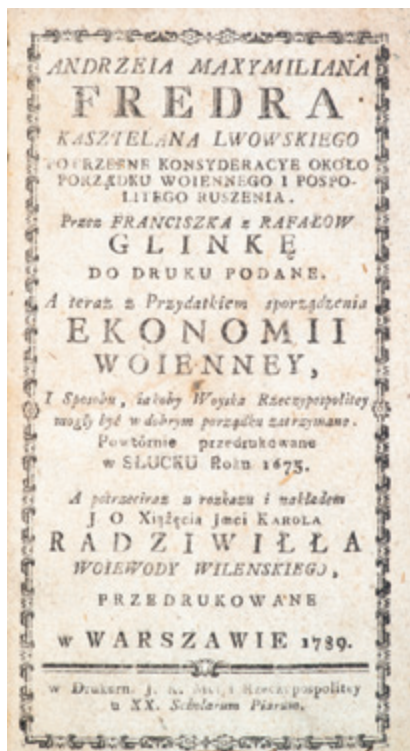 ANDRZEIA MAXYMILIANA
FREDRA
KASZTELANA LWOWSKIEGO
POTRZEBNE KONSYDERACYE OKOŁO
PORZĄDKU WOIENNEGO I POSPO-
LITEGO RUSZENIA.
Przez FRANCISZKA z RAFAŁOW
GLINKĘ
DO DRUKU PODANE.
A teraz z Przydatkiem sporządzenia
EKONOMII
WOIENNEY,
I Sposobu, iakoby Woyska Rzeczypospolitey
mogły być w dobrym porządku zatrzymane.
Powtórnie przedrukowane
w SŁUCKU Roku 1675.
A potrzeciraz z rozkazu i nakładem
J O Xiążęcia Jmci KAROLA
RADZIWIŁŁA
WOIEWODY WILENSKIEGO,
PRZEDRUKOWANE
w WARSZAWIE 1789.
w Drukarn. J. K. Mci i Rzeczypospolitey
u XX. Scholarum Piarum.